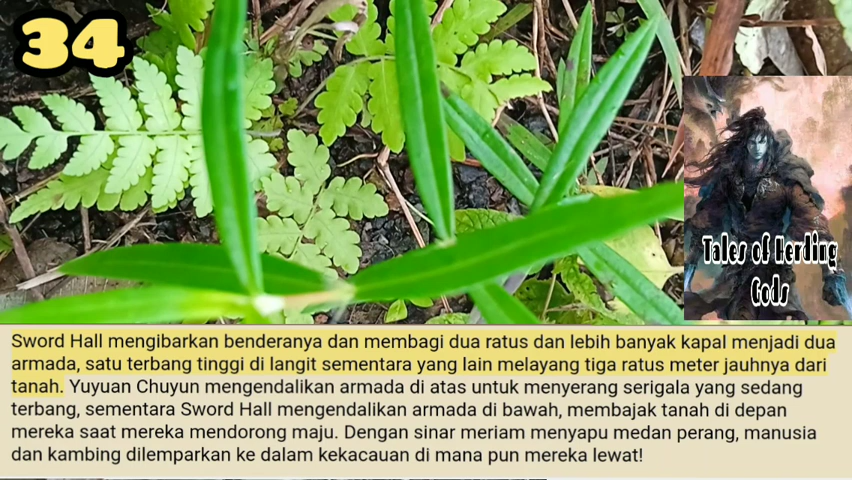 34
Tales of Herding
Gods
Sword Hall mengibarkan benderanya dan membagi dua ratus dan lebih banyak kapal menjadi dua
armada, satu terbang tinggi di langit sementara yang lain melayang tiga ratus meter jauhnya dari
tanah. Yuyuan Chuyun mengendalikan armada di atas untuk menyerang serigala yang sedang
terbang, sementara Sword Hall mengendalikan armada di bawah, membajak tanah di depan
mereka saat mereka mendorong maju. Dengan sinar meriam menyapu medan perang, manusia
dan kambing dilemparkan ke dalam kekacauan di mana pun mereka lewat!